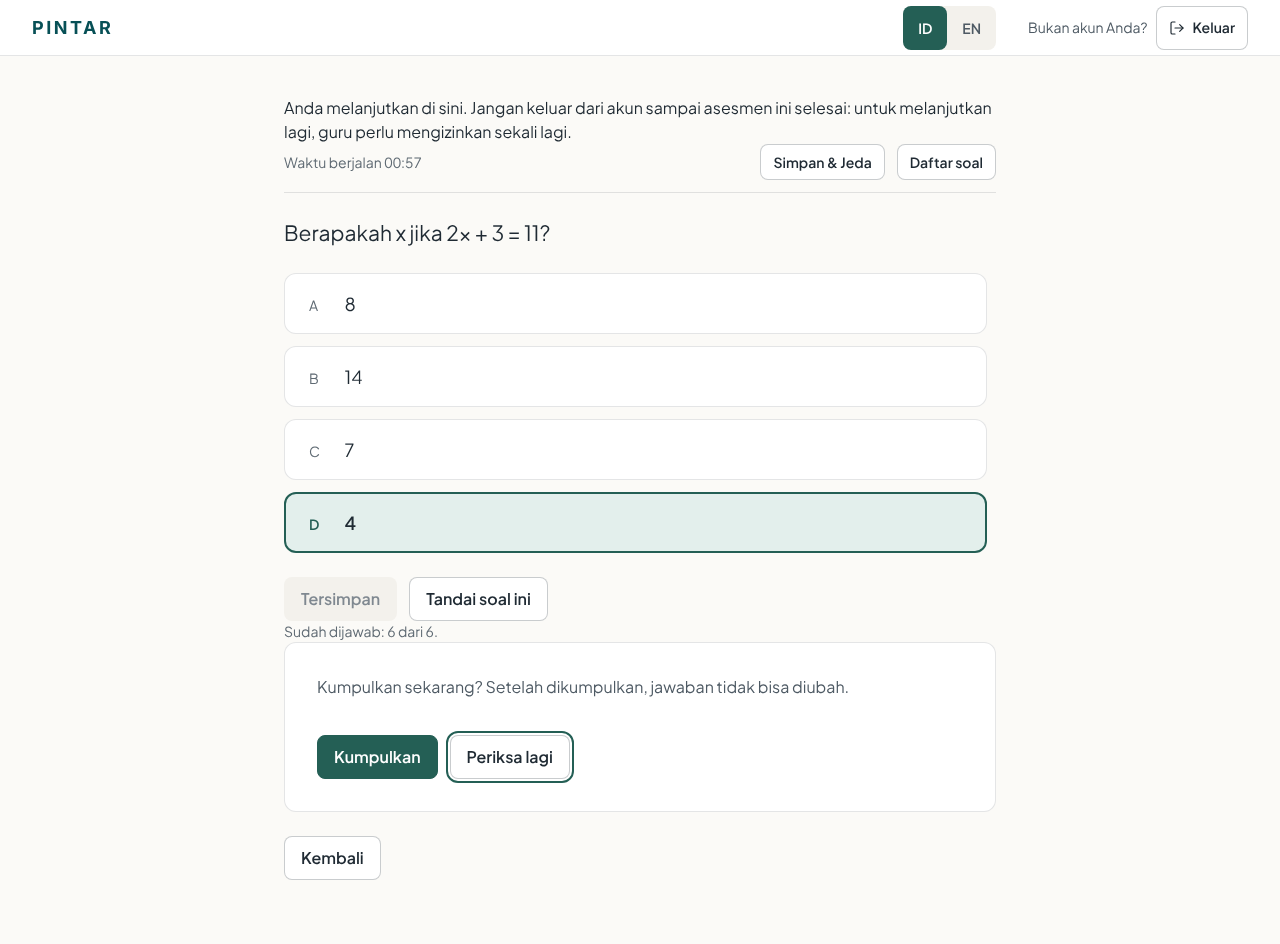 PINTAR
ID
EN
Bukan akun Anda?
Keluar
Anda melanjutkan di sini. Jangan keluar dari akun sampai asesmen ini selesai: untuk melanjutkan
lagi, guru perlu mengizinkan sekali lagi.
Waktu berjalan 00:57
Simpan & Jeda
Daftar soal
Berapakah x jika 2× + 3 = 11?
A 8
B 14
C 7
D 4
Tersimpan
Tandai soal ini
Sudah dijawab: 6 dari 6.
Kumpulkan sekarang? Setelah dikumpulkan, jawaban tidak bisa diubah.
Kumpulkan
Periksa lagi
Kembali